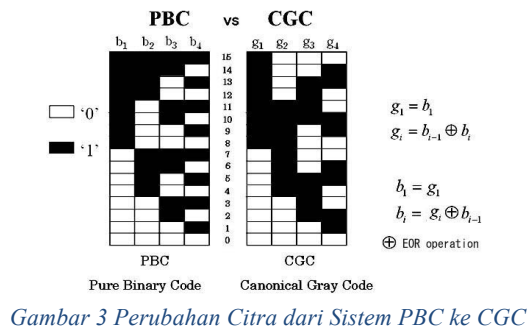 PBC vs CGC
b₁ b₂ b₃ b₄ g₁ g₂ g₃ g₄
15
14
13
12
11
10
9
8
7
6
5
4
3
2
1
0
'0'
'1'
g₁ = b₁
gᵢ = bᵢ₋₁ ⊕ bᵢ
b₁ = g₁
bᵢ = gᵢ ⊕ bᵢ₋₁
⊕ EOR operation
PBC CGC
Pure Binary Code Canonical Gray Code
Gambar 3 Perubahan Citra dari Sistem PBC ke CGC